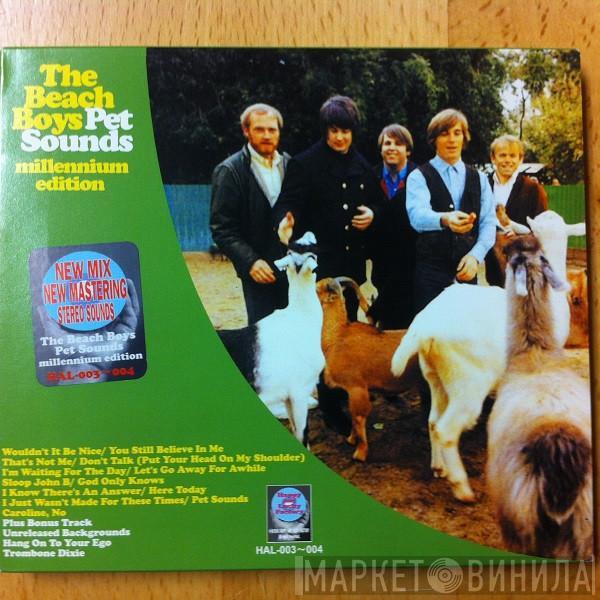 The
Beach
Boys Pet
Sounds
millennium
edition
NEW MIX
NEW MASTERING
STEREO SOUNDS
The Beach Boys
Pet Sounds
millennium edition
HAL-003~004
Wouldn't It Be Nice/ You Still Believe In Me
That's Not Me/ Don't Talk (Put Your Head On My Shoulder)
I'm Waiting For The Day/ Let's Go Away For Awhile
Sloop John B/ God Only Knows
I Know There's An Answer/ Here Today
I Just Wasn't Made For These Times/ Pet Sounds
Caroline, No
Plus Bonus Track
Unreleased Backgrounds
Hang On To Your Ego
Trombone Dixie
Happy
and
Lucky
Factory
HAL-003~004
МАРКЕТ ВИНИЛА